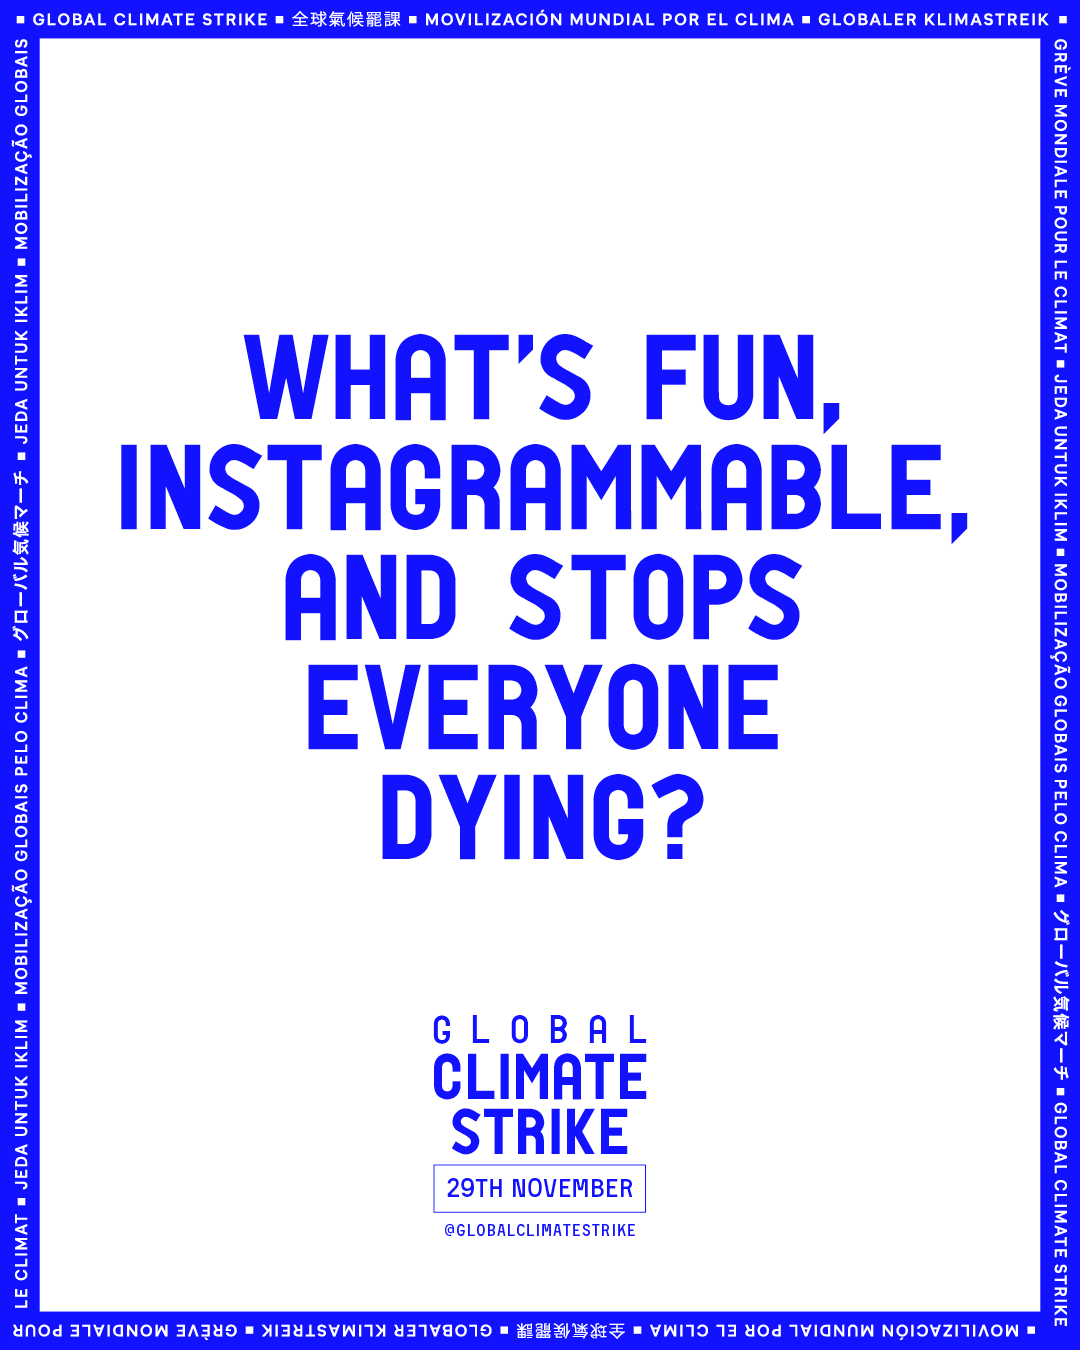 ■ GLOBAL CLIMATE STRIKE ■ 全球氣候罷課 ■ MOVILIZACIÓN MUNDIAL POR EL CLIMA ■ GLOBALER KLIMASTREIK ■
GRÈVE MONDIALE POUR LE CLIMAT ■ JEDA UNTUK IKLIM ■ MOBILIZAÇÃO GLOBAIS PELO CLIMA ■ グローバル気候マーチ ■ GLOBAL CLIMATE STRIKE
■ MOVILIZACIÓN MUNDIAL POR EL CLIMA ■ 全球氣候罷課 ■ GLOBALER KLIMASTREIK ■ GRÈVE MONDIALE POUR
LE CLIMAT ■ JEDA UNTUK IKLIM ■ MOBILIZAÇÃO GLOBAIS PELO CLIMA ■ グローバル気候マーチ ■ JEDA UNTUK IKLIM ■ MOBILIZAÇÃO GLOBAIS
WHAT'S FUN,
INSTAGRAMMABLE,
AND STOPS
EVERYONE
DYING?
GLOBAL
CLIMATE
STRIKE
29TH NOVEMBER
@GLOBALCLIMATESTRIKE